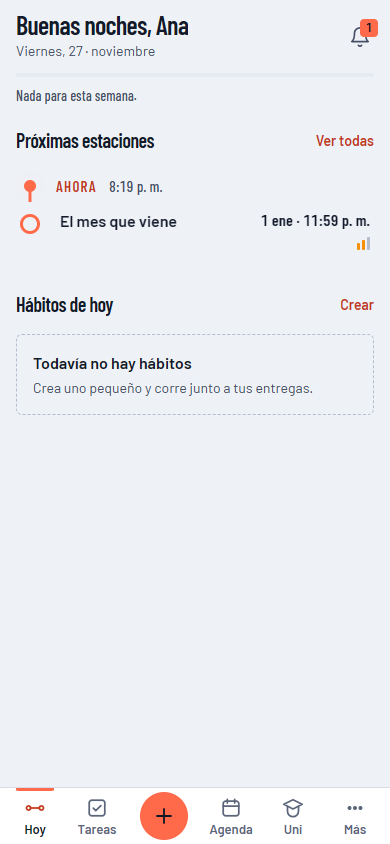 Buenas noches, Ana
1
Viernes, 27 · noviembre
Nada para esta semana.
Próximas estaciones
Ver todas
AHORA 8:19 p. m.
El mes que viene
1 ene · 11:59 p. m.
Hábitos de hoy
Crear
Todavía no hay hábitos
Crea uno pequeño y corre junto a tus entregas.
Hoy
Tareas
Agenda
Uni
Más